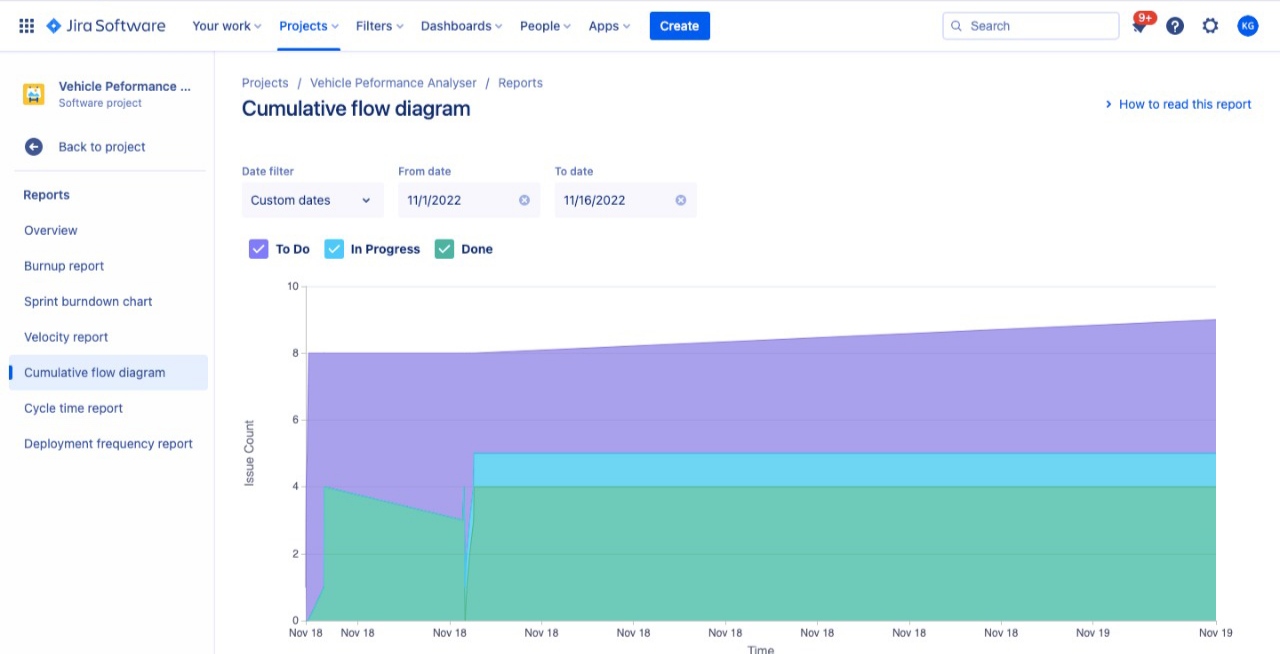 Jira Software Your work Projects Filters Dashboards People Apps Create Search 9+ ? KG
Vehicle Peformance ...
Software project
Back to project
Reports
Overview
Burnup report
Sprint burndown chart
Velocity report
Cumulative flow diagram
Cycle time report
Deployment frequency report
Projects / Vehicle Peformance Analyser / Reports
Cumulative flow diagram
How to read this report
Date filter From date To date
Custom dates 11/1/2022 11/16/2022
To Do In Progress Done
10
8
6
4
2
0
Issue Count
Nov 18 Nov 18 Nov 18 Nov 18 Nov 18 Nov 18 Nov 18 Nov 18 Nov 18 Nov 19 Nov 19
Time